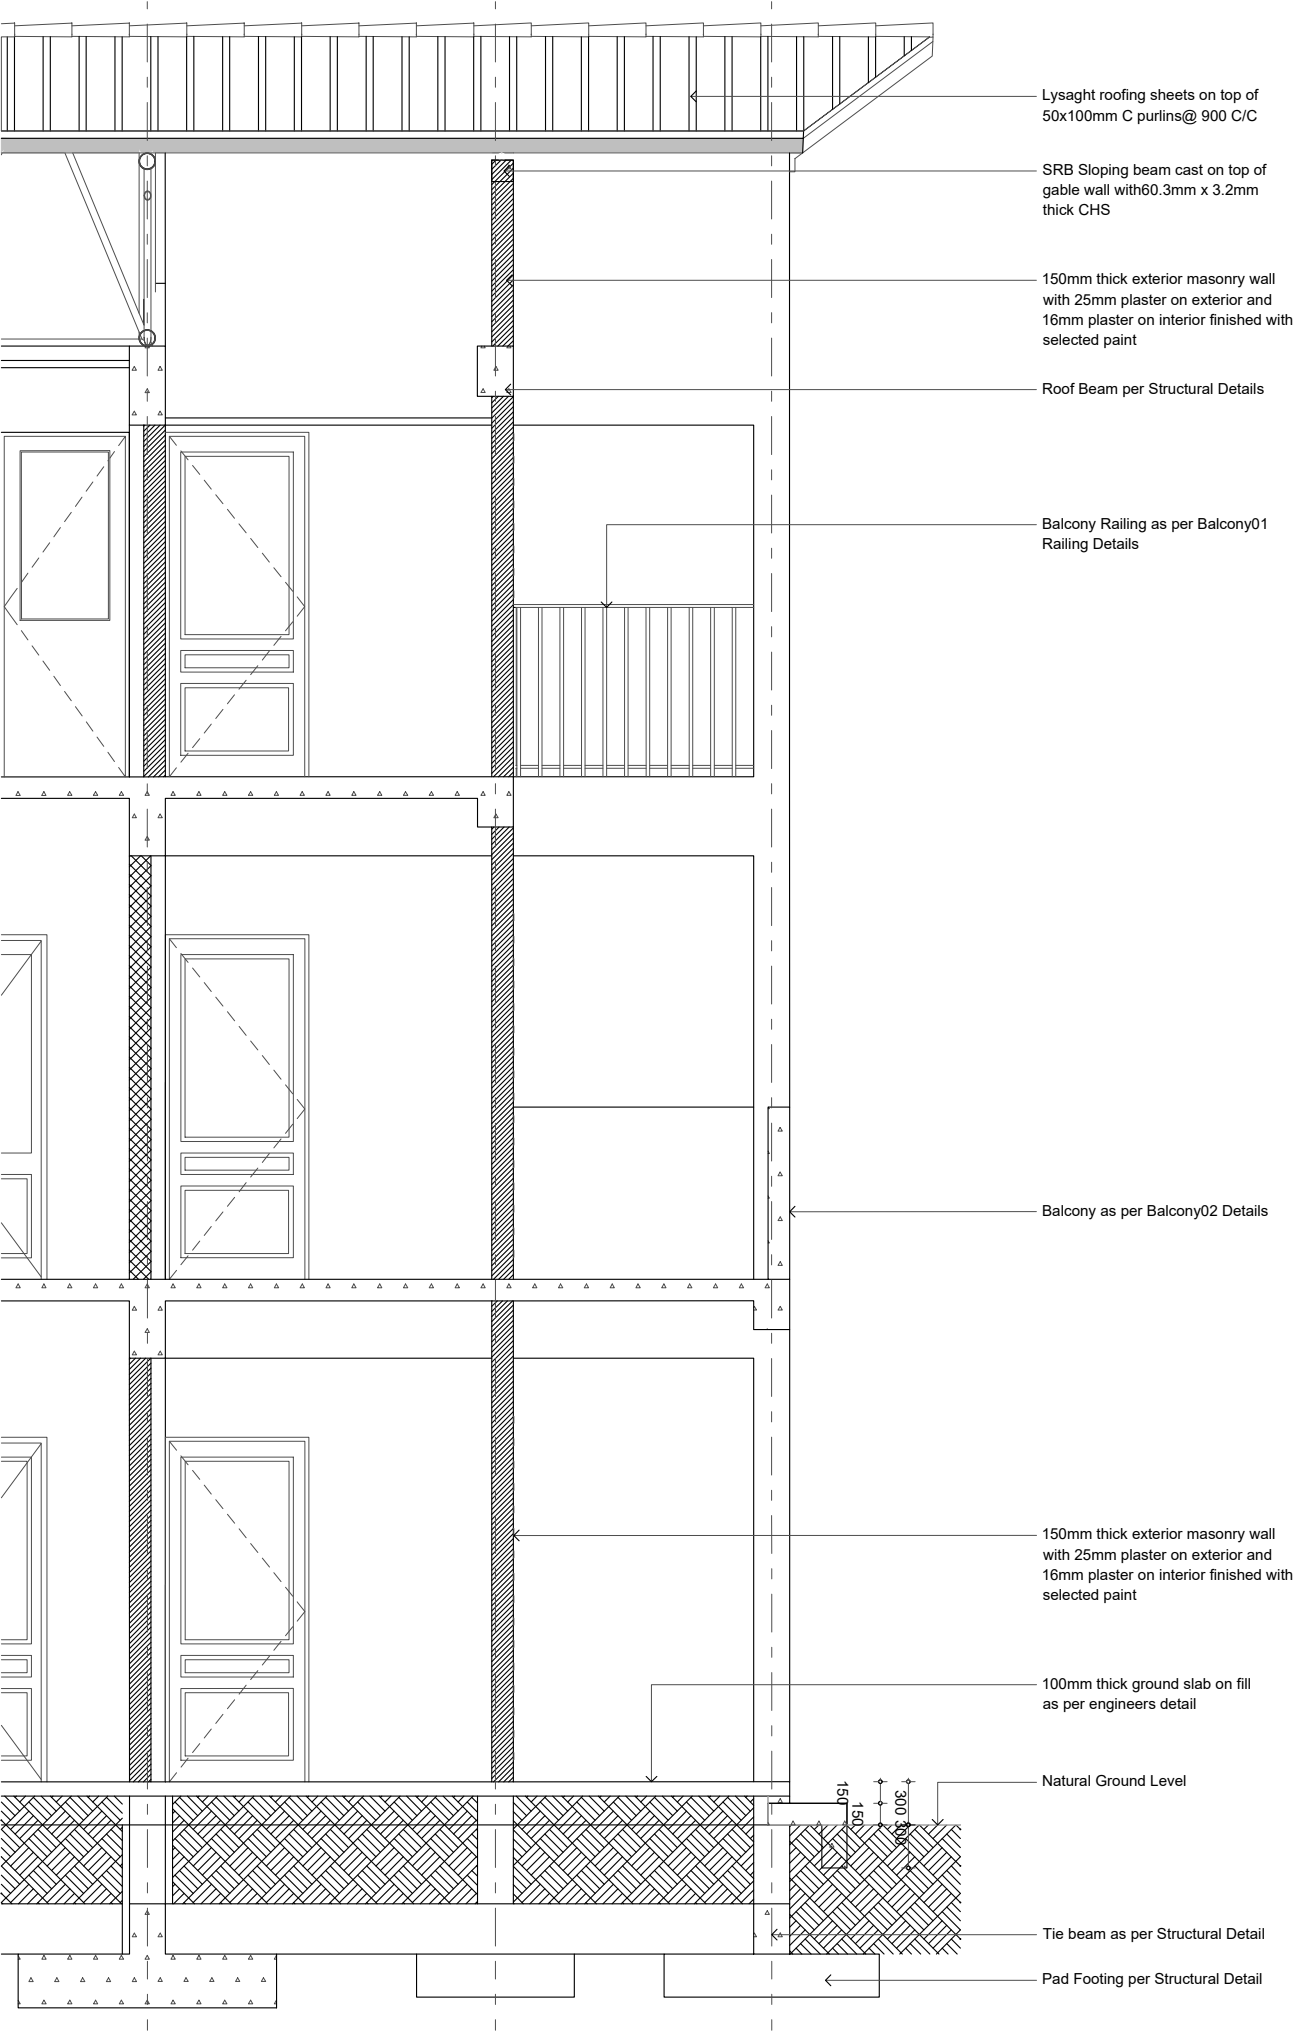 Lysaght roofing sheets on top of
50x100mm C purlins@ 900 C/C
SRB Sloping beam cast on top of
gable wall with60.3mm x 3.2mm
thick CHS
150mm thick exterior masonry wall
with 25mm plaster on exterior and
16mm plaster on interior finished with
selected paint
Roof Beam per Structural Details
Balcony Railing as per Balcony01
Railing Details
Balcony as per Balcony02 Details
150mm thick exterior masonry wall
with 25mm plaster on exterior and
16mm plaster on interior finished with
selected paint
100mm thick ground slab on fill
as per engineers detail
Natural Ground Level
150
150
300
300
Tie beam as per Structural Detail
Pad Footing per Structural Detail